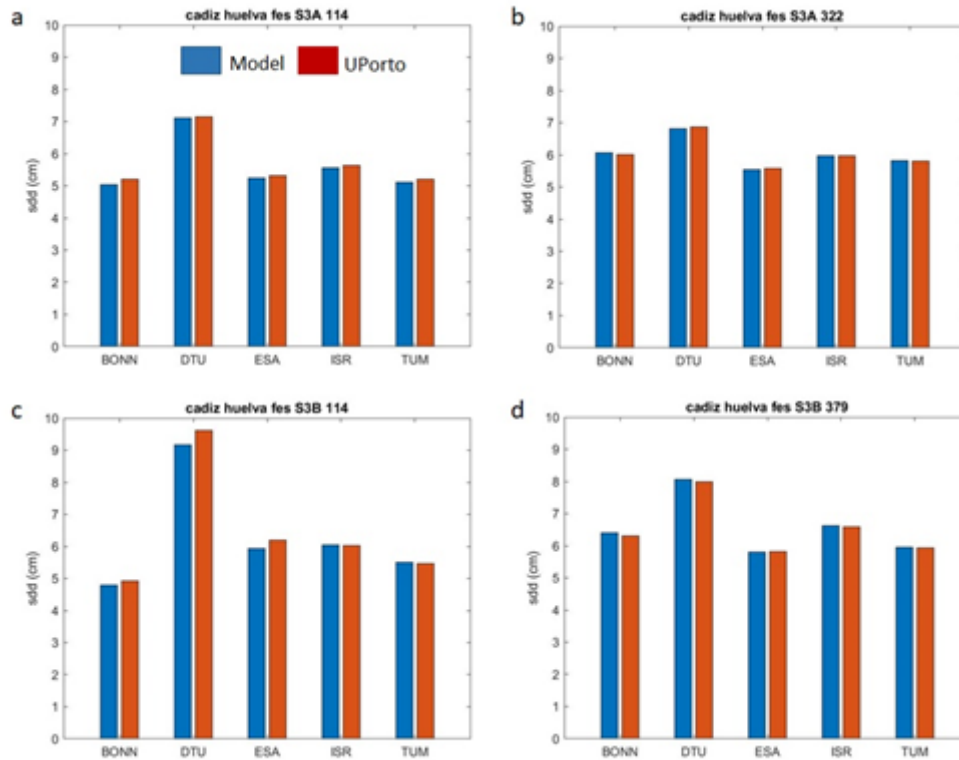 a
cadiz huelva fes S3A 114
10
9
8
7
6
5
4
3
2
1
0
sdd (cm)
Model
UPorto
BONN DTU ESA ISR TUM
b
cadiz huelva fes S3A 322
10
9
8
7
6
5
4
3
2
1
0
sdd (cm)
BONN DTU ESA ISR TUM
c
cadiz huelva fes S3B 114
10
9
8
7
6
5
4
3
2
1
0
sdd (cm)
BONN DTU ESA ISR TUM
d
cadiz huelva fes S3B 379
10
9
8
7
6
5
4
3
2
1
0
sdd (cm)
BONN DTU ESA ISR TUM